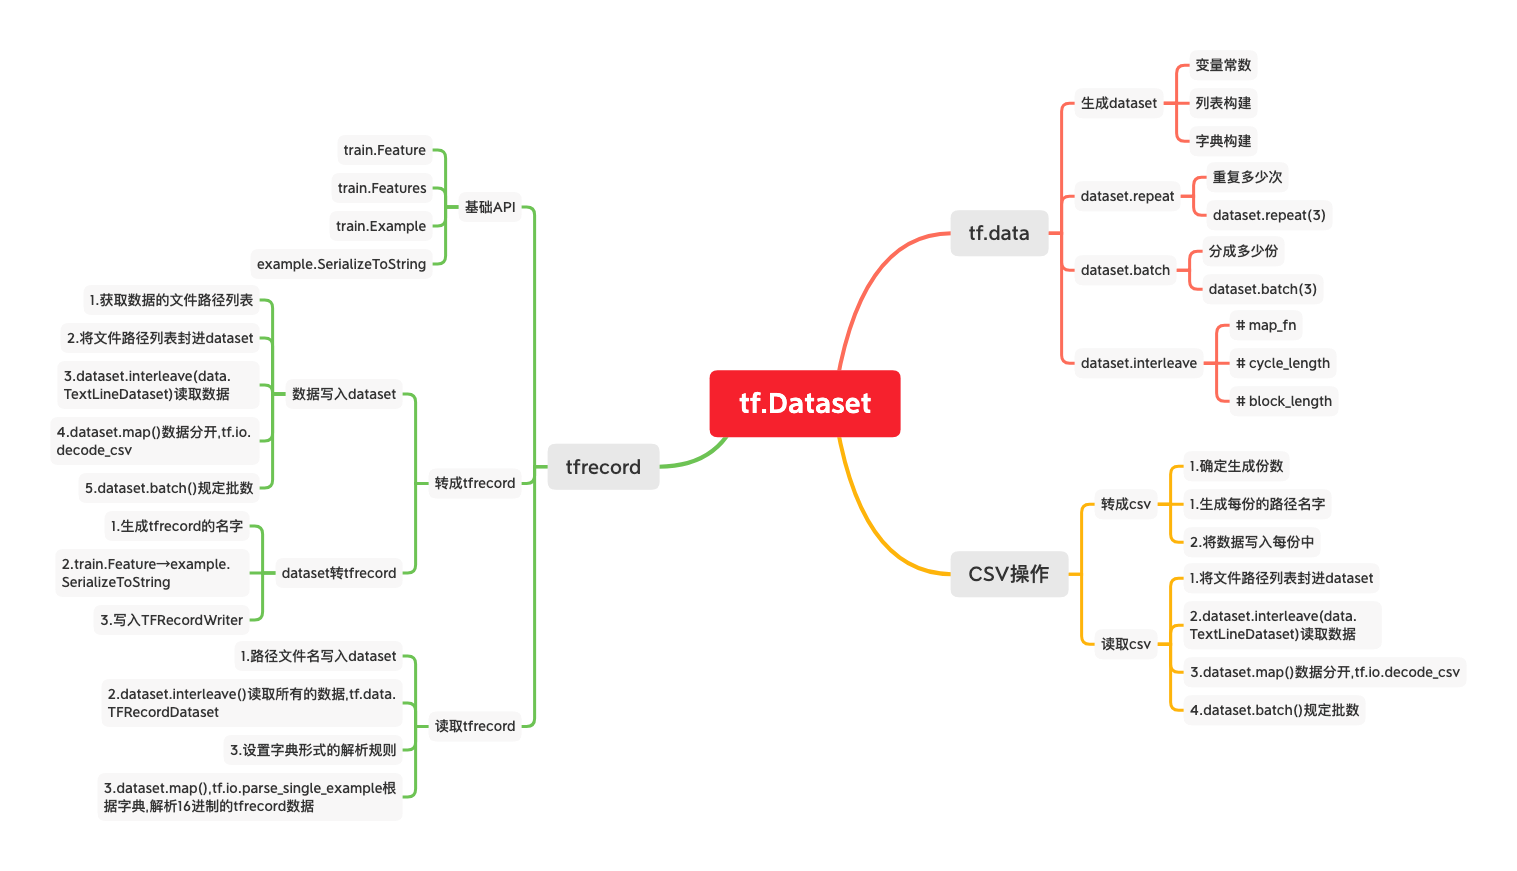 tf.Dataset
tf.data
生成dataset
变量常数
列表构建
字典构建
dataset.repeat
重复多少次
dataset.repeat(3)
dataset.batch
分成多少份
dataset.batch(3)
dataset.interleave
# map_fn
# cycle_length
# block_length
CSV操作
转成csv
1.确定生成份数
1.生成每份的路径名字
2.将数据写入每份中
读取csv
1.将文件路径列表封进dataset
2.dataset.interleave(data.
TextLineDataset)读取数据
3.dataset.map()数据分开,tf.io.decode_csv
4.dataset.batch()规定批数
tfrecord
基础API
train.Feature
train.Features
train.Example
example.SerializeToString
转成tfrecord
数据写入dataset
1.获取数据的文件路径列表
2.将文件路径列表封进dataset
3.dataset.interleave(data.
TextLineDataset)读取数据
4.dataset.map()数据分开,tf.io.
decode_csv
5.dataset.batch()规定批数
dataset转tfrecord
1.生成tfrecord的名字
2.train.Feature→example.
SerializeToString
3.写入TFRecordWriter
读取tfrecord
1.路径文件名写入dataset
2.dataset.interleave()读取所有的数据,tf.data.
TFRecordDataset
3.设置字典形式的解析规则
3.dataset.map(),tf.io.parse_single_example根
据字典,解析16进制的tfrecord数据